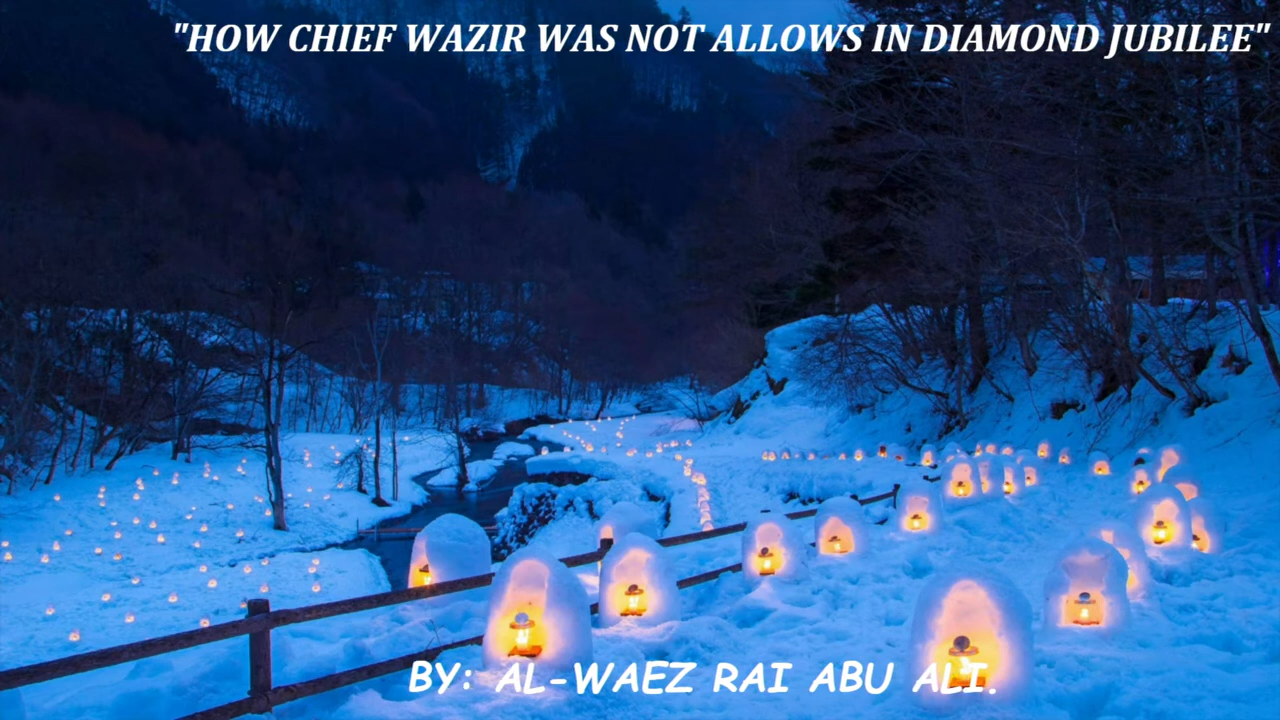 "HOW CHIEF WAZIR WAS NOT ALLOWS IN DIAMOND JUBILEE"
BY: AL-WAEZ RAI ABU ALI.